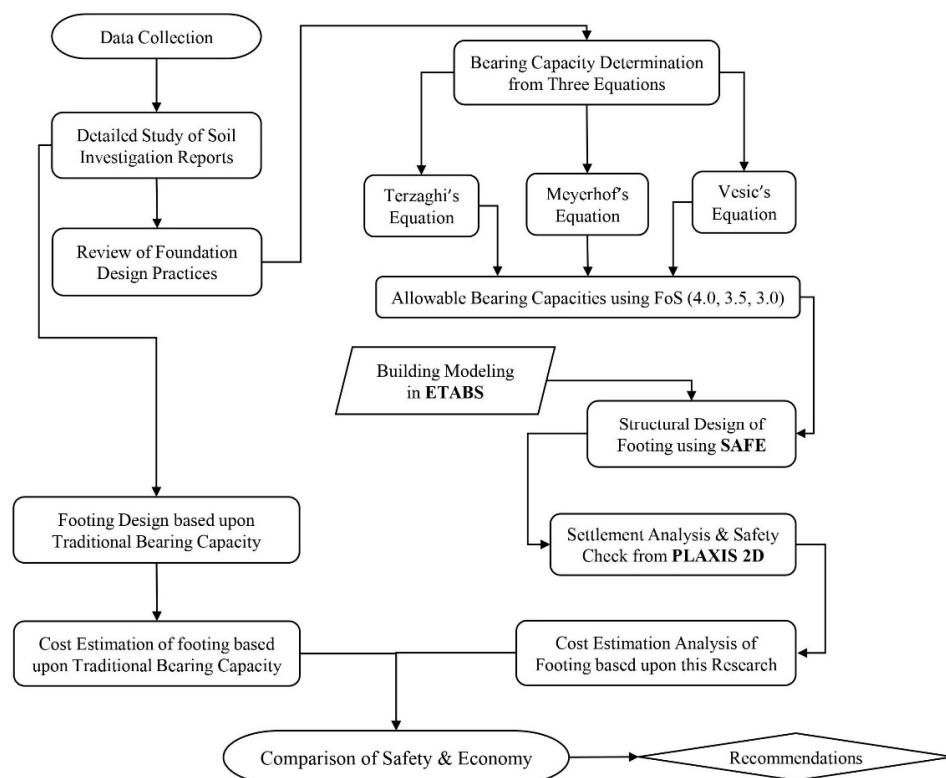 Data Collection
Detailed Study of Soil
Investigation Reports
Review of Foundation
Design Practices
Bearing Capacity Determination
from Three Equations
Terzaghi's
Equation
Meyerhof's
Equation
Vesic's
Equation
Allowable Bearing Capacities using FoS (4.0, 3.5, 3.0)
Building Modeling
in ETABS
Structural Design of
Footing using SAFE
Footing Design based upon
Traditional Bearing Capacity
Settlement Analysis & Safety
Check from PLAXIS 2D
Cost Estimation of footing based
upon Traditional Bearing Capacity
Cost Estimation Analysis of
Footing based upon this Research
Comparison of Safety & Economy
Recommendations